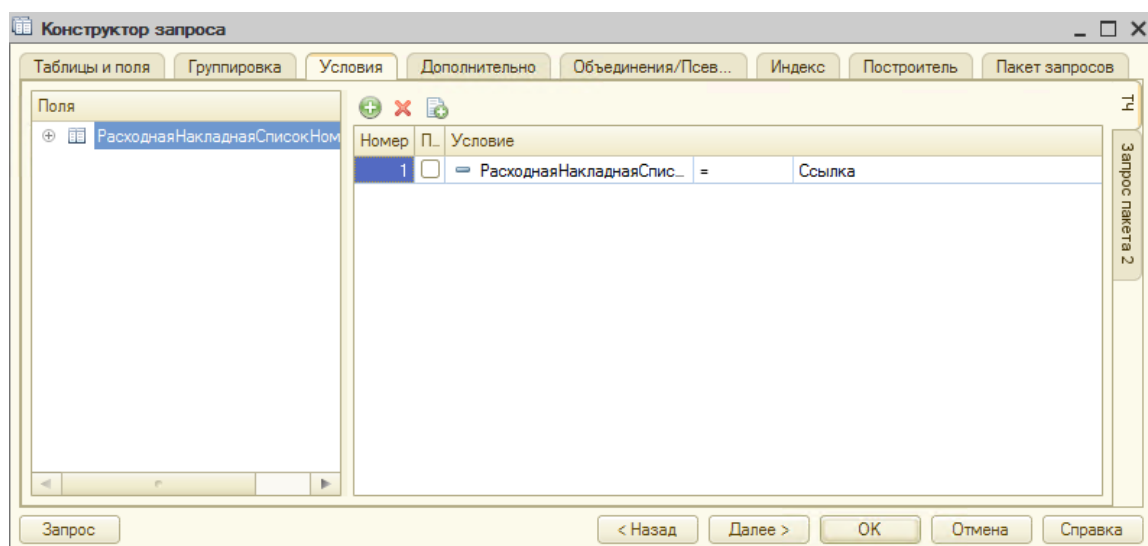 Конструктор запроса
Таблицы и поля Группировка Условия Дополнительно Объединения/Псев... Индекс Построитель Пакет запросов
Поля
РасходнаяНакладнаяСписокНом
Номер П... Условие
1 РасходнаяНакладнаяСпис... = Ссылка
ТЧ
Запрос пакета 2
Запрос < Назад Далее > OK Отмена Справка